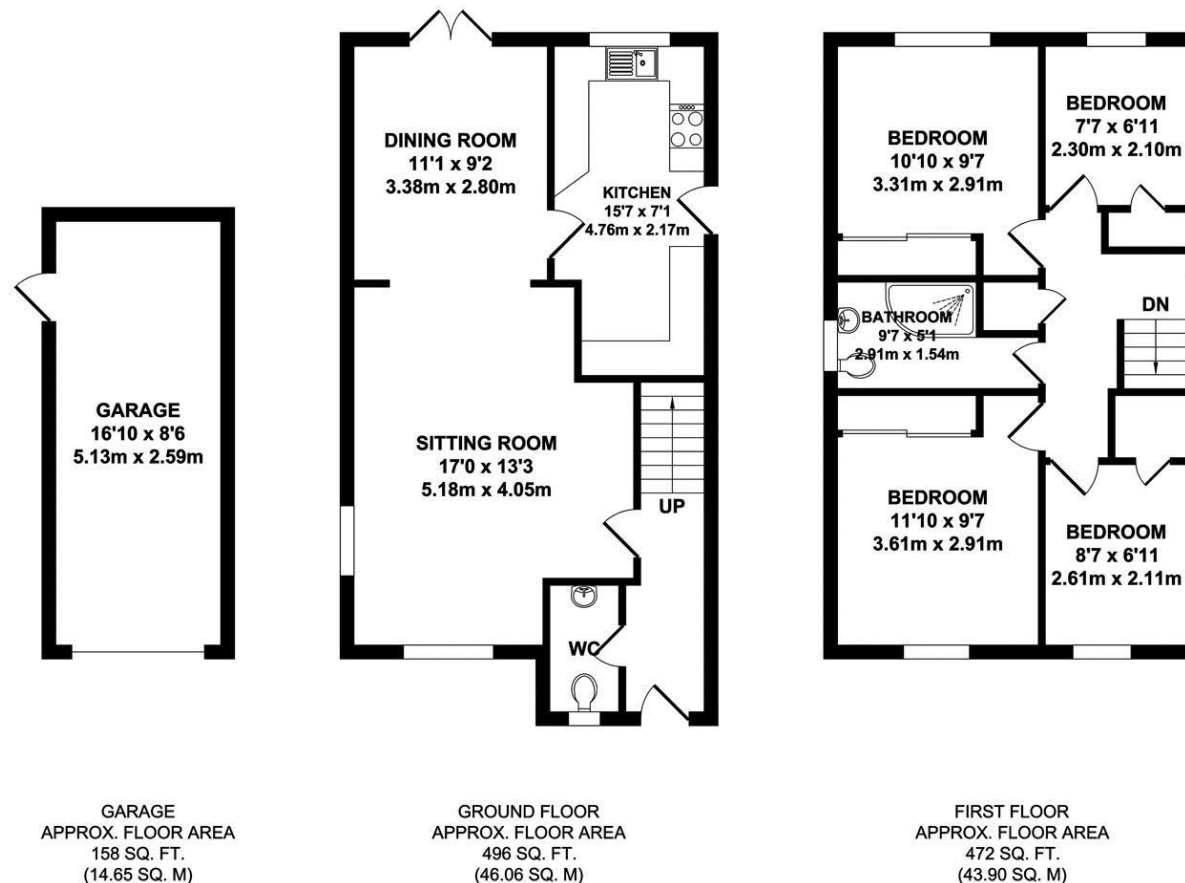 GARAGE
16'10 x 8'6
5.13m x 2.59m
DINING ROOM
11'1 x 9'2
3.38m x 2.80m
KITCHEN
15'7 x 7'1
4.76m x 2.17m
SITTING ROOM
17'0 x 13'3
5.18m x 4.05m
UP
WC
BEDROOM
10'10 x 9'7
3.31m x 2.91m
BEDROOM
7'7 x 6'11
2.30m x 2.10m
BATHROOM
9'7 x 5'1
2.91m x 1.54m
DN
BEDROOM
11'10 x 9'7
3.61m x 2.91m
BEDROOM
8'7 x 6'11
2.61m x 2.11m
GARAGE
APPROX. FLOOR AREA
158 SQ. FT.
(14.65 SQ. M)
GROUND FLOOR
APPROX. FLOOR AREA
496 SQ. FT.
(46.06 SQ. M)
FIRST FLOOR
APPROX. FLOOR AREA
472 SQ. FT.
(43.90 SQ. M)